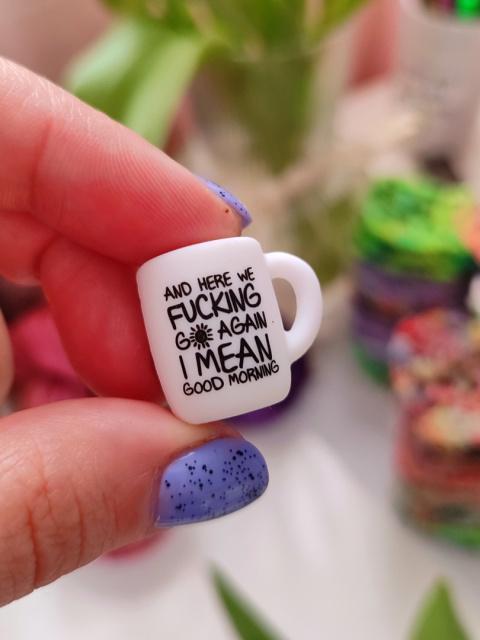 AND HERE WE
FUCKING
GO AGAIN
I MEAN
GOOD MORNING